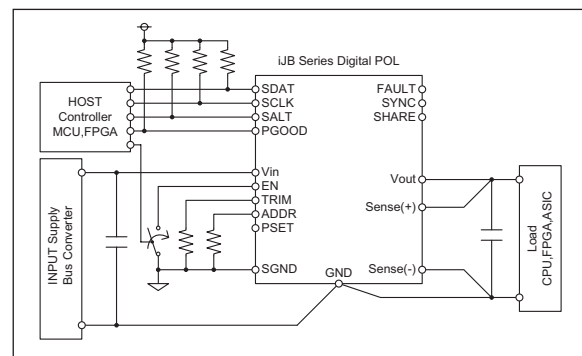 iJB Series Digital POL
HOST
Controller
MCU,FPGA
SDAT
SCLK
SALT
PGOOD
FAULT
SYNC
SHARE
INPUT Supply
Bus Converter
Vin
EN
TRIM
ADDR
PSET
SGND
GND
Vout
Sense(+)
Sense(-)
Load
CPU,FPGA,ASIC